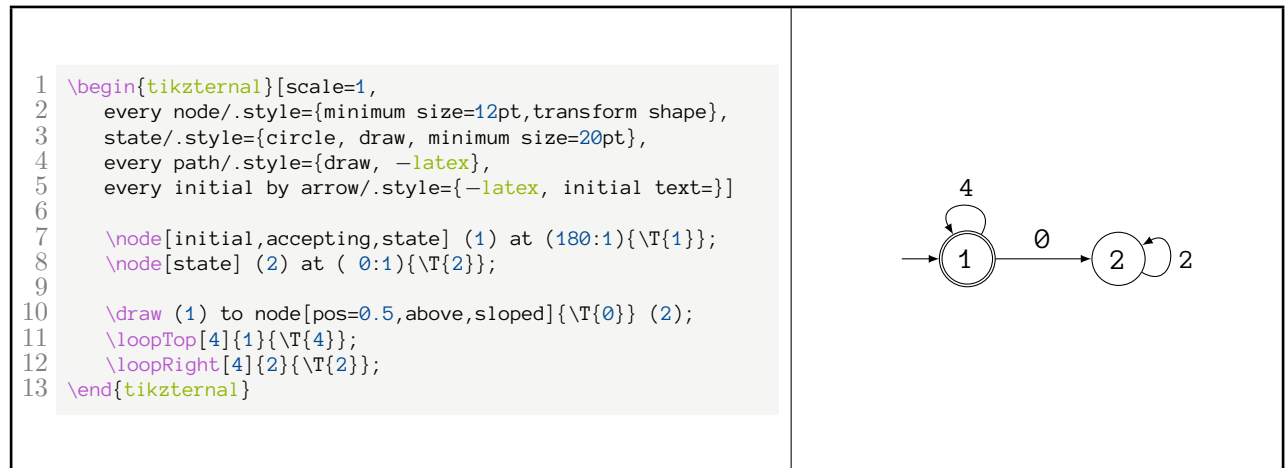 1 \begin{tikzternal}[scale=1,
2 every node/.style={minimum size=12pt,transform shape},
3 state/.style={circle, draw, minimum size=20pt},
4 every path/.style={draw, −latex},
5 every initial by arrow/.style={−latex, initial text=}]
6
7 \node[initial,accepting,state] (1) at (180:1){\T{1}};
8 \node[state] (2) at ( 0:1){\T{2}};
9
10 \draw (1) to node[pos=0.5,above,sloped]{\T{0}} (2);
11 \loopTop[4]{1}{\T{4}};
12 \loopRight[4]{2}{\T{2}};
13 \end{tikzternal}
4
0
1 2 2